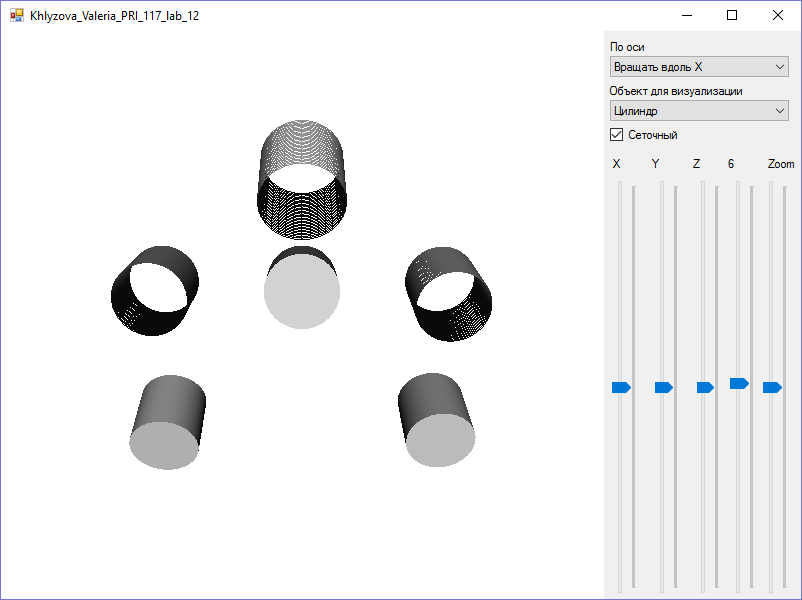 Khlyzova_Valeria_PRI_117_lab_12
По оси
Вращать вдоль X
Объект для визуализации
Цилиндр
Сеточный
X Y Z 6 Zoom